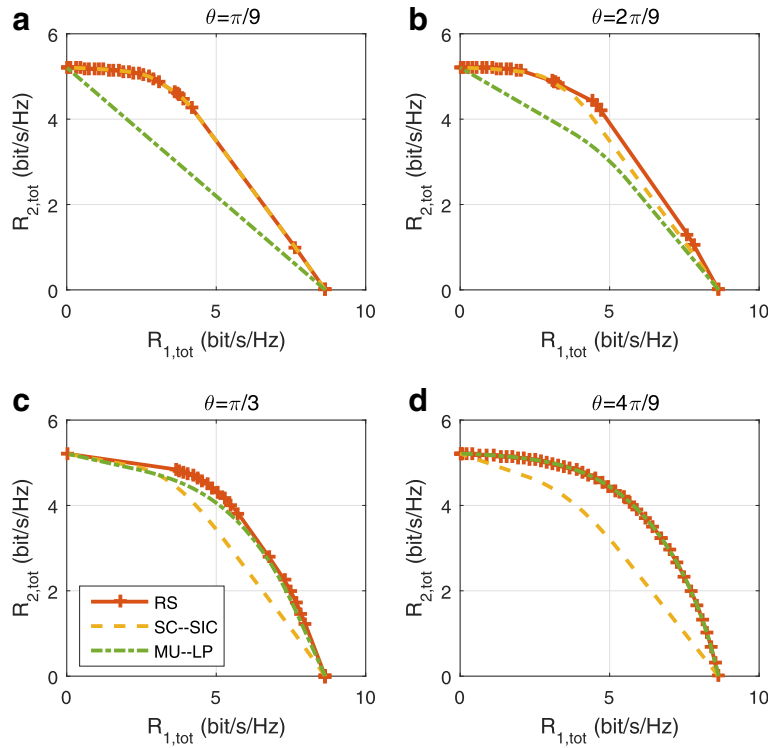 a
θ=π/9
6
4
2
0
0 5 10
R2,tot (bit/s/Hz)
R1,tot (bit/s/Hz)
b
θ=2π/9
6
4
2
0
0 5 10
R2,tot (bit/s/Hz)
R1,tot (bit/s/Hz)
c
θ=π/3
6
4
2
0
0 5 10
R2,tot (bit/s/Hz)
R1,tot (bit/s/Hz)
RS
SC--SIC
MU--LP
d
θ=4π/9
6
4
2
0
0 5 10
R2,tot (bit/s/Hz)
R1,tot (bit/s/Hz)